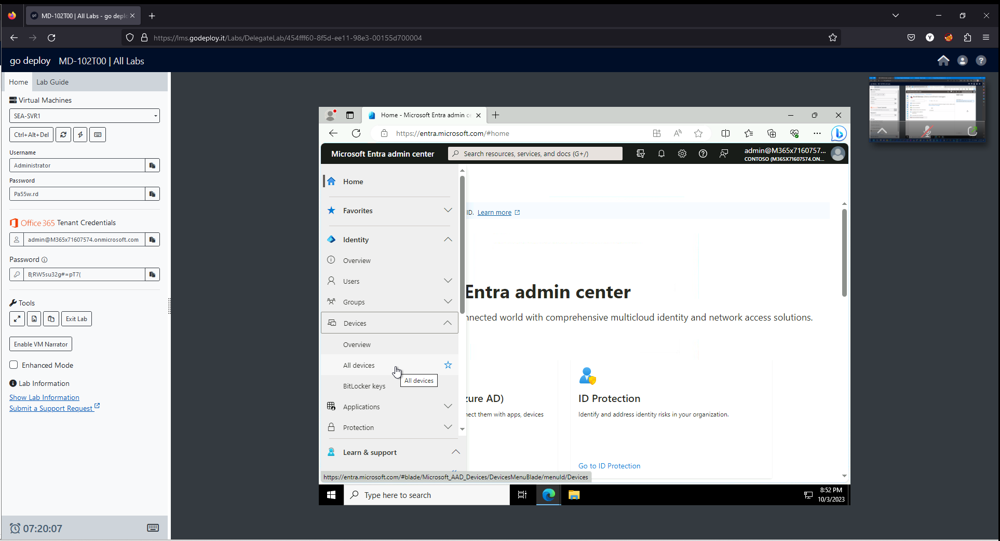 MD-102T00 | All Labs - go deplo
https://lms.godeploy.it/Labs/DelegateLab/454fff60-8f5d-ee11-98e3-00155d700004
go deploy MD-102T00 | All Labs
Home
Lab Guide
Virtual Machines
SEA-SVR1
Ctrl+Alt+Del
Username
Administrator
Password
Pa55w.rd
Office 365 Tenant Credentials
admin@M365x71607574.onmicrosoft.com
Password
B;RW5su32g#=pT7(
Tools
Exit Lab
Enable VM Narrator
Enhanced Mode
Lab Information
Show Lab Information
Submit a Support Request
07:20:07
Home - Microsoft Entra admin ce
https://entra.microsoft.com/#home
Microsoft Entra admin center
Search resources, services, and docs (G+/)
admin@M365x7160757...
CONTOSO (M365X71607574.ON...
Home
Favorites
Identity
Overview
Users
Groups
Devices
Overview
All devices
All devices
BitLocker keys
Applications
Protection
Learn & support
ID. Learn more
Entra admin center
nnected world with comprehensive multicloud identity and network access solutions.
zure AD)
nect them with apps, devices
ID Protection
Identify and address identity risks in your organization.
Go to ID Protection
https://entra.microsoft.com/#blade/Microsoft_AAD_Devices/DevicesMenuBlade/menuId/Devices
Type here to search
8:52 PM
10/3/2023